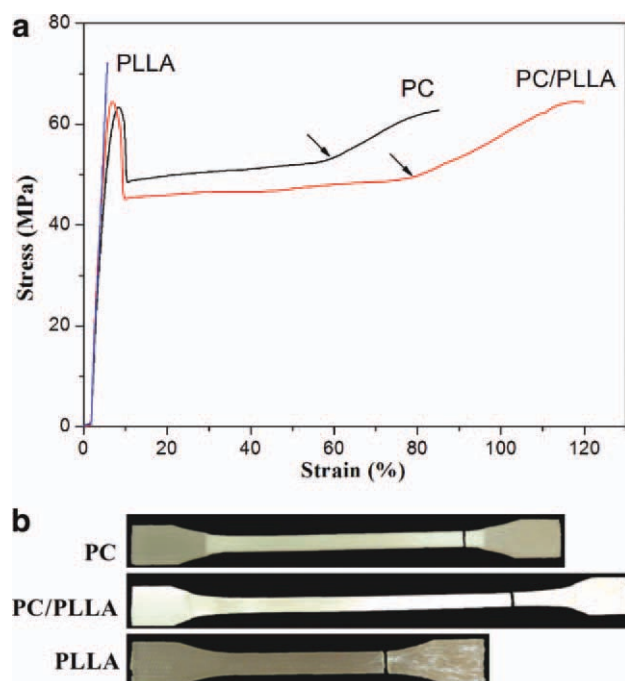 a
80
PLLA
PC
PC/PLLA
60
40
20
0
Stress (MPa)
0 20 40 60 80 100 120
Strain (%)
b
PC
PC/PLLA
PLLA